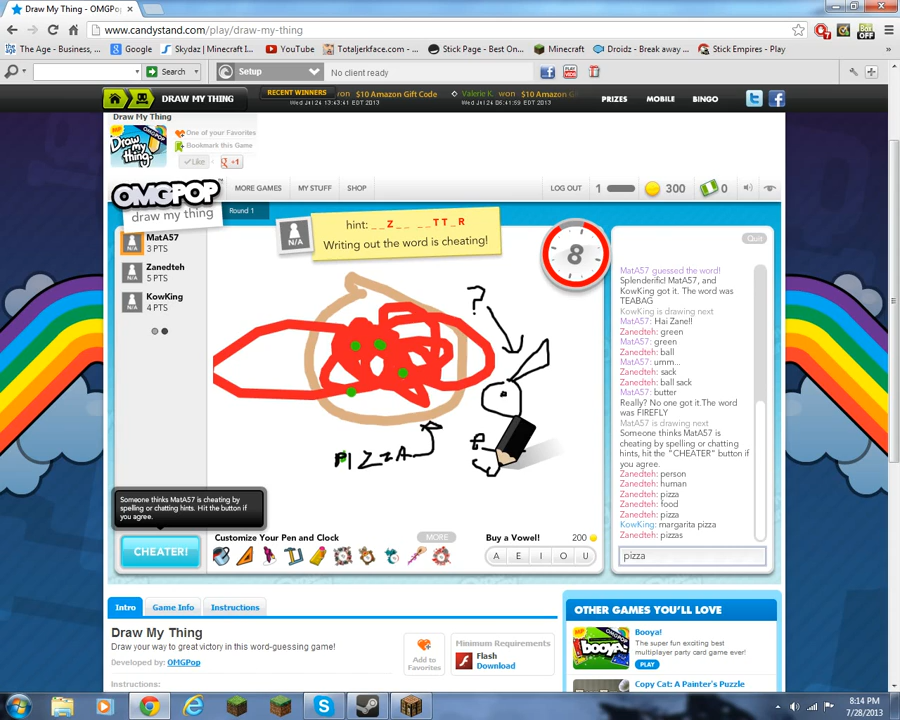 Draw My Thing - OMGPo
www.candystand.com/play/draw-my-thing
The Age - Business, ...
Google
Skydaz | Minecraft I...
YouTube
Totaljerkface.com - ...
Stick Page - Best On...
Minecraft
Droidz - Break away ...
Stick Empires - Play
Search
Setup
No client ready
DRAW MY THING
RECENT WINNERS
won $10 Amazon Gift Code
Valerie K. won $10 Amazon G
PRIZES
MOBILE
BINGO
Draw My Thing
One of your Favorites
Bookmark this Game
Like
+1
OMGPOP
draw my thing
MORE GAMES
MY STUFF
SHOP
LOG OUT
1
300
0
Round 1
hint: _ _ Z _ _ _ _ T T _ R
N/A
Writing out the word is cheating!
8
Quit
MatA57
3 PTS
Zanedteh
5 PTS
KowKing
4 PTS
?
PIZZA
MatA57 guessed the word!
Splenderific! MatA57, and
KowKing got it. The word was
TEABAG
KowKing is drawing next
MatA57: Hai Zane!!
Zanedteh: green
MatA57: green
Zanedteh: ball
MatA57: umm...
Zanedteh: sack
Zanedteh: ball sack
MatA57: butter
Really? No one got it.The word
was FIREFLY
MatA57 is drawing next
Someone thinks MatA57 is
cheating by spelling or chatting
hints, hit the "CHEATER" button if
you agree.
Zanedteh: person
Zanedteh: human
Zanedteh: pizza
Zanedteh: food
Zanedteh: pizza
KowKing: margarita pizza
Zanedteh: pizzas
pizza
Someone thinks MatA57 is cheating by
spelling or chatting hints. Hit the button if
you agree.
CHEATER!
Customize Your Pen and Clock
MORE
Buy a Vowel!
200
A E I O U
Intro
Game Info
Instructions
Draw My Thing
Draw your way to great victory in this word-guessing game!
Developed by: OMGPop
Instructions:
Add to
Favorites
Minimum Requirements
Flash
Download
OTHER GAMES YOU'LL LOVE
Booya!
The super fun exciting best
multiplayer party card game ever!
PLAY
Copy Cat: A Painter's Puzzle
8:14 PM
7/28/2013